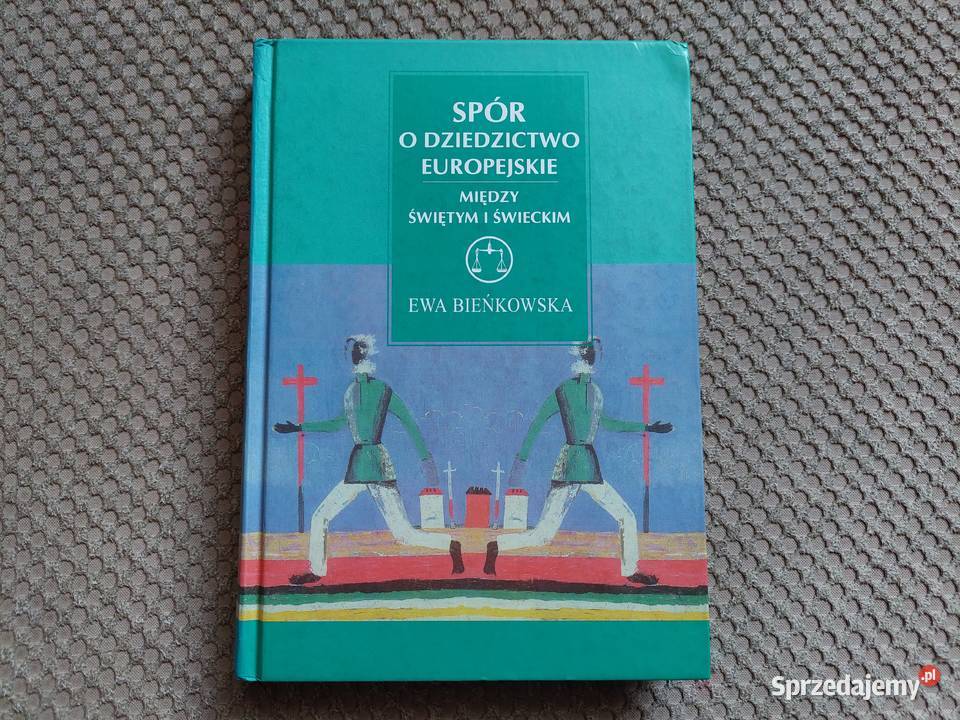 SPÓR
O DZIEDZICTWO
EUROPEJSKIE
MIĘDZY
ŚWIĘTYM I ŚWIECKIM
EWA BIEŃKOWSKA
Sprzedajemy.pl